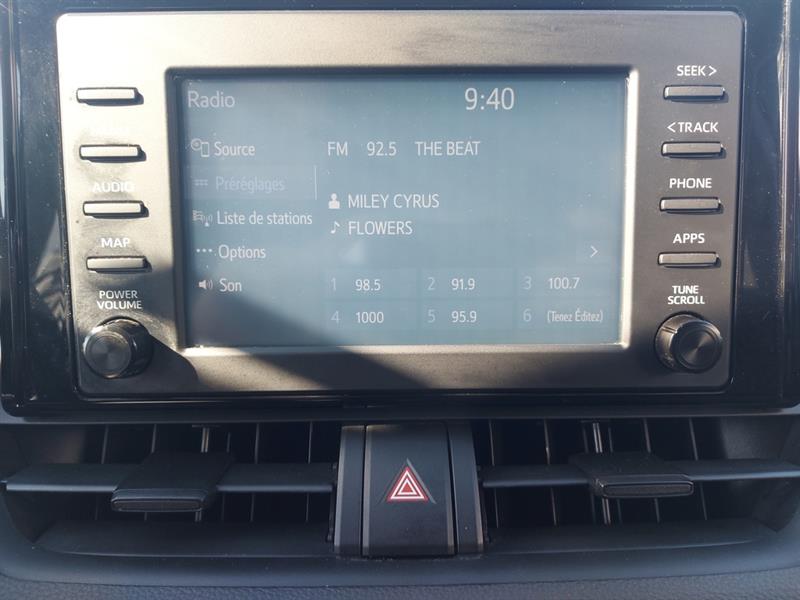 Radio 9:40
SEEK >
< TRACK
Source FM 92.5 THE BEAT
AUDIO Préréglages PHONE
MILEY CYRUS
Liste de stations FLOWERS
MAP APPS
••• Options >
Son 1 98.5 2 91.9 3 100.7
POWER
VOLUME
TUNE
SCROLL
4 1000 5 95.9 6 (Tenez Éditez)